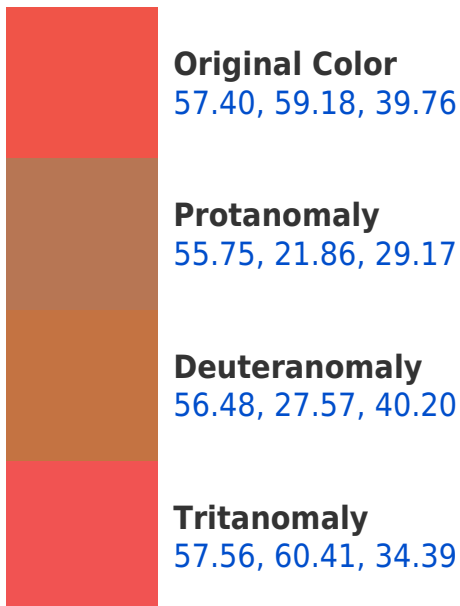 Original Color
57.40, 59.18, 39.76
Protanomaly
55.75, 21.86, 29.17
Deuteranomaly
56.48, 27.57, 40.20
Tritanomaly
57.56, 60.41, 34.39